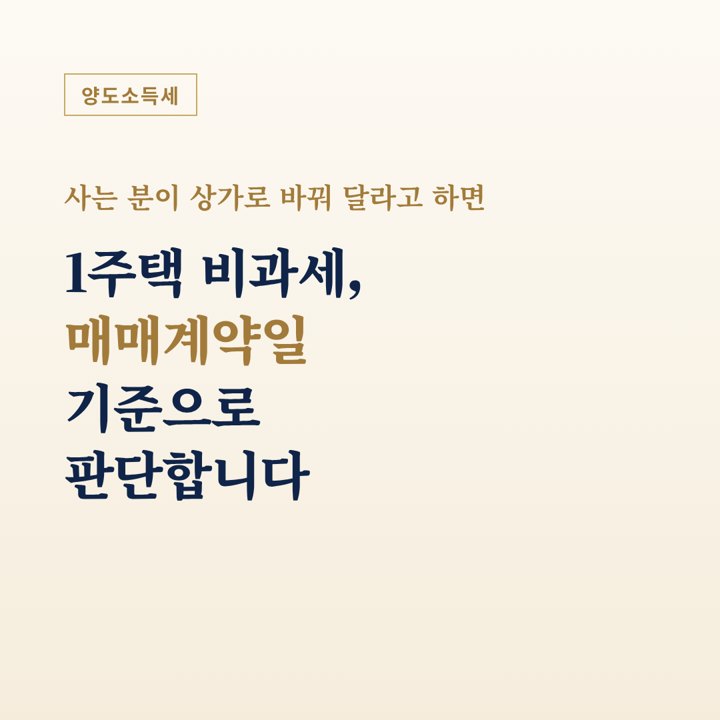 양도소득세
사는 분이 상가로 바꿔 달라고 하면
1주택 비과세,
매매계약일
기준으로
판단합니다